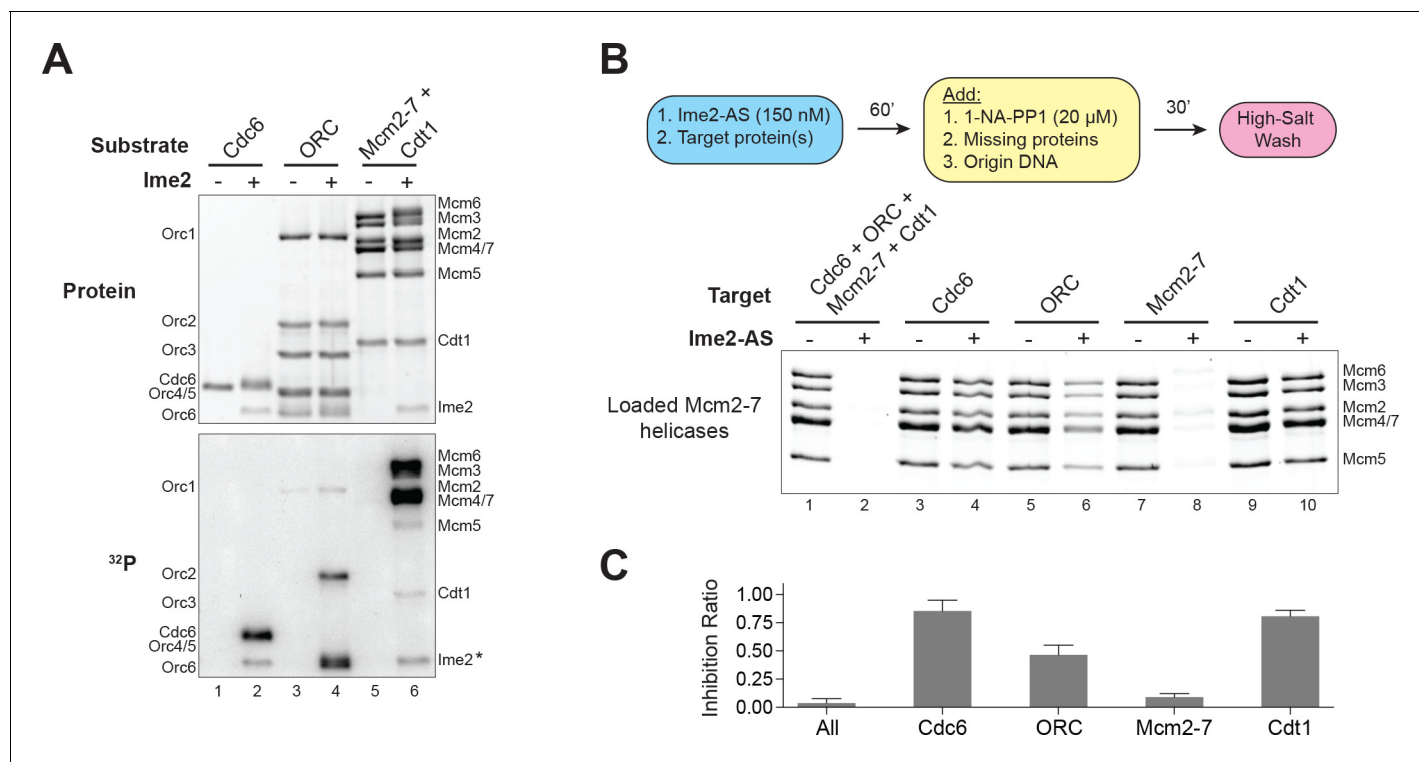 A
Substrate
Cdc6
ORC
Mcm2-7 +
Cdt1
Ime2
- + - + - +
Protein
Orc1
Orc2
Orc3
Cdc6
Orc4/5
Orc6
Mcm6
Mcm3
Mcm2
Mcm4/7
Mcm5
Cdt1
Ime2
32P
Orc1
Orc2
Orc3
Cdc6
Orc4/5
Orc6
Mcm6
Mcm3
Mcm2
Mcm4/7
Mcm5
Cdt1
Ime2*
1 2 3 4 5 6
B
1. Ime2-AS (150 nM)
2. Target protein(s)
60’
Add:
1. 1-NA-PP1 (20 µM)
2. Missing proteins
3. Origin DNA
30’
High-Salt
Wash
Target
Cdc6 + ORC +
Mcm2-7 + Cdt1
Cdc6
ORC
Mcm2-7
Cdt1
Ime2-AS
- + - + - + - + - +
Loaded Mcm2-7
helicases
Mcm6
Mcm3
Mcm2
Mcm4/7
Mcm5
1 2 3 4 5 6 7 8 9 10
C
Inhibition Ratio
1.00
0.75
0.50
0.25
0.00
All Cdc6 ORC Mcm2-7 Cdt1